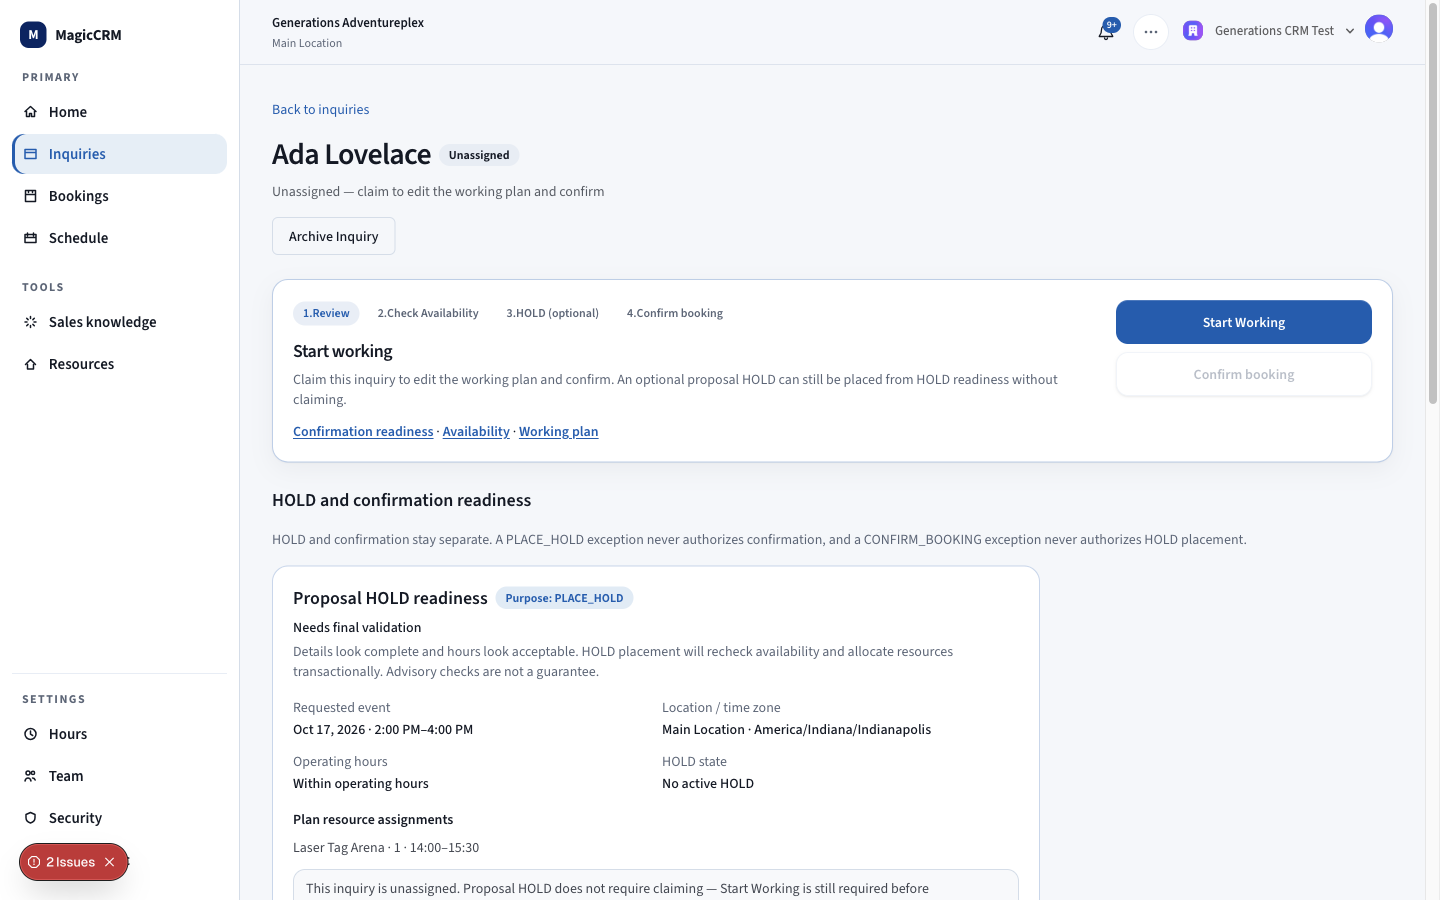 M MagicCRM
PRIMARY
Home
Inquiries
Bookings
Schedule
TOOLS
Sales knowledge
Resources
SETTINGS
Hours
Team
Security
2 Issues
Generations Adventureplex
Main Location
9+
Generations CRM Test
Back to inquiries
Ada Lovelace Unassigned
Unassigned — claim to edit the working plan and confirm
Archive Inquiry
1.Review 2.Check Availability 3.HOLD (optional) 4.Confirm booking
Start working
Claim this inquiry to edit the working plan and confirm. An optional proposal HOLD can still be placed from HOLD readiness without
claiming.
Confirmation readiness · Availability · Working plan
Start Working
Confirm booking
HOLD and confirmation readiness
HOLD and confirmation stay separate. A PLACE_HOLD exception never authorizes confirmation, and a CONFIRM_BOOKING exception never authorizes HOLD placement.
Proposal HOLD readiness Purpose: PLACE_HOLD
Needs final validation
Details look complete and hours look acceptable. HOLD placement will recheck availability and allocate resources
transactionally. Advisory checks are not a guarantee.
Requested event
Oct 17, 2026 · 2:00 PM–4:00 PM
Location / time zone
Main Location · America/Indiana/Indianapolis
Operating hours
Within operating hours
HOLD state
No active HOLD
Plan resource assignments
Laser Tag Arena · 1 · 14:00–15:30
This inquiry is unassigned. Proposal HOLD does not require claiming — Start Working is still required before